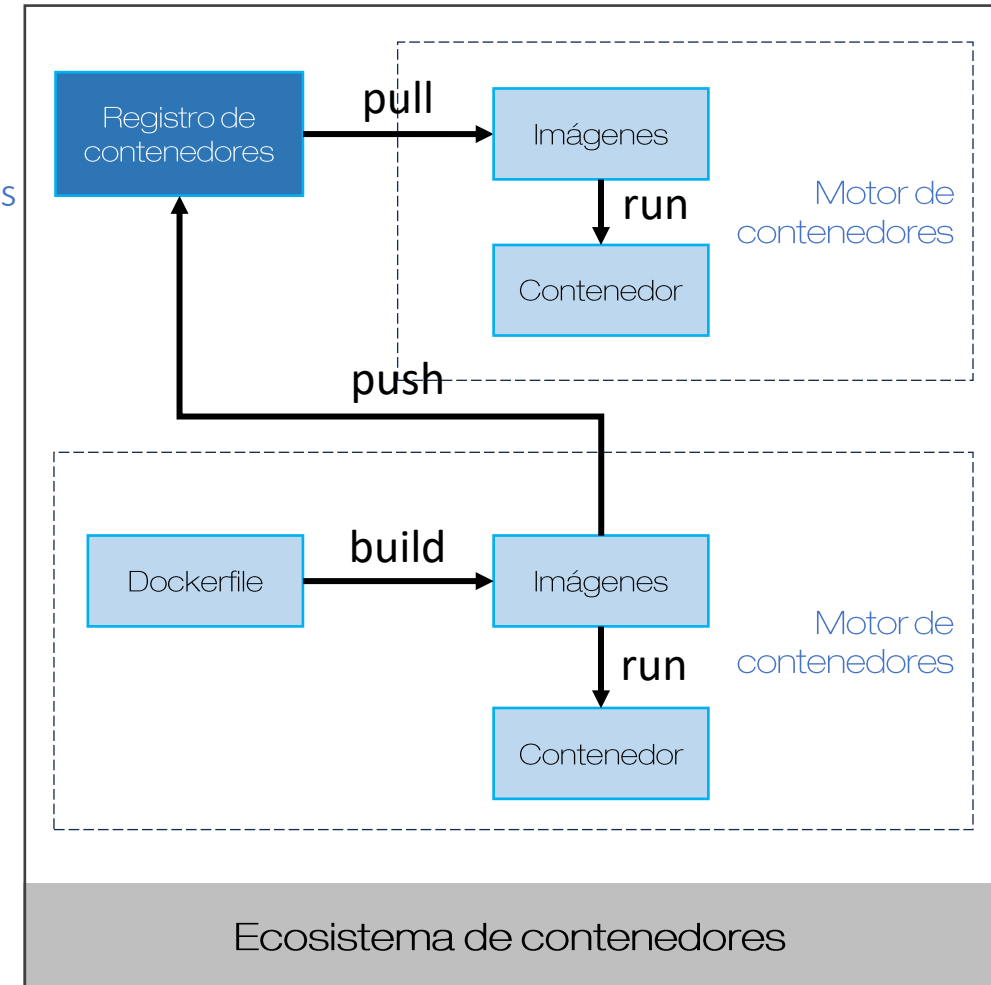 s
Registro de
contenedores
pull
Imágenes
run
Contenedor
Motor de
contenedores
push
Dockerfile
build
Imágenes
run
Contenedor
Motor de
contenedores
Ecosistema de contenedores